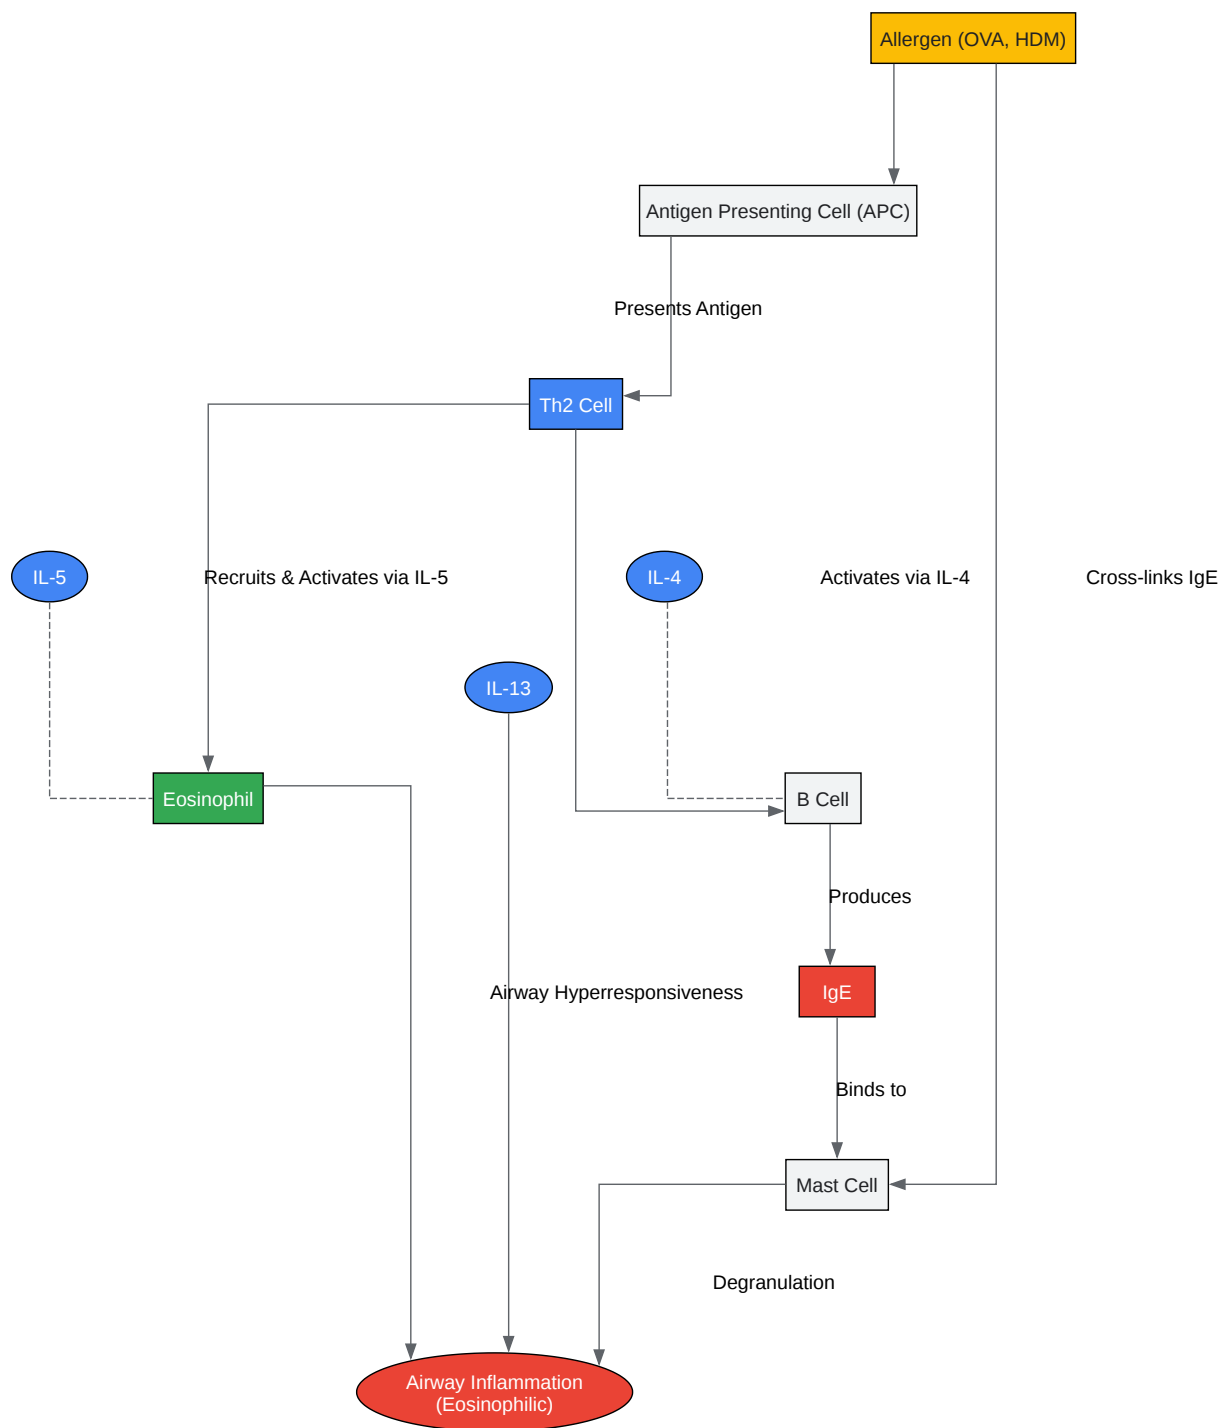 Allergen (OVA, HDM)
Antigen Presenting Cell (APC)
Presents Antigen
Th2 Cell
IL-5
Recruits & Activates via IL-5
IL-4
Activates via IL-4
Cross-links IgE
IL-13
Eosinophil
B Cell
Produces
Airway Hyperresponsiveness
IgE
Binds to
Mast Cell
Degranulation
Airway Inflammation
(Eosinophilic)